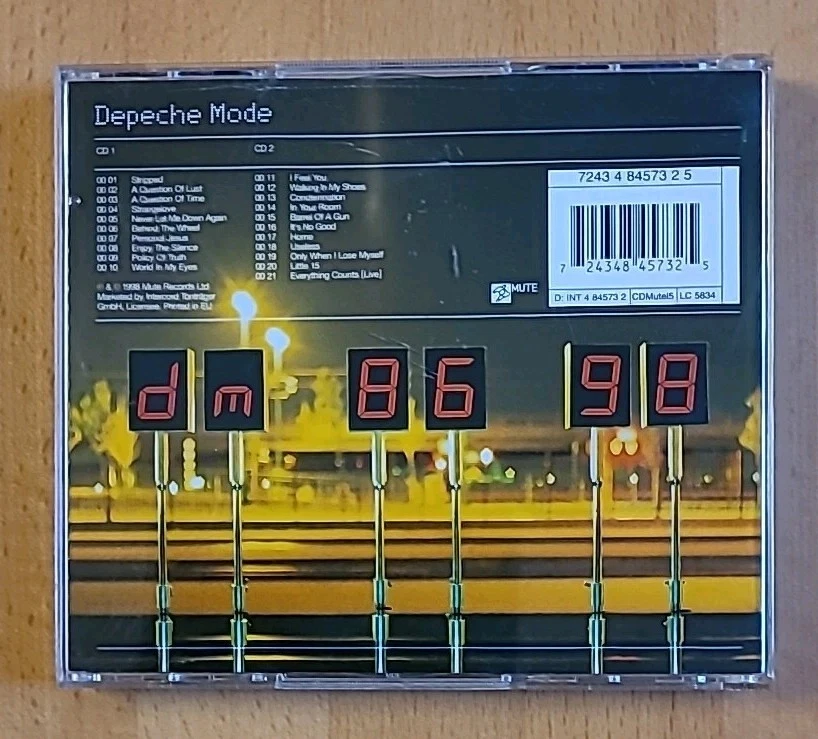 Depeche Mode
CD 1
00 01 Stripped
00 02 A Question Of Lust
00 03 A Question Of Time
00 04 Strangelove
00 05 Never Let Me Down Again
00 06 Behind The Wheel
00 07 Personal Jesus
00 08 Enjoy The Silence
00 09 Policy Of Truth
00 10 World In My Eyes
℗ & © 1998 Mute Records Ltd
Marketed by Intercord Tonträger
GmbH, Licensee, Printed in EU
CD 2
00 11 I Feel You
00 12 Walking In My Shoes
00 13 Condemnation
00 14 In Your Room
00 15 Barrel Of A Gun
00 16 It's No Good
00 17 Home
00 18 Useless
00 19 Only When I Lose Myself
00 20 Little 15
00 21 Everything Counts [Live]
MUTE
7243 4 84573 2 5
7 24348 45732 5
D: INT 4 84573 2 CDMutel5 LC 5834
dm 86 98